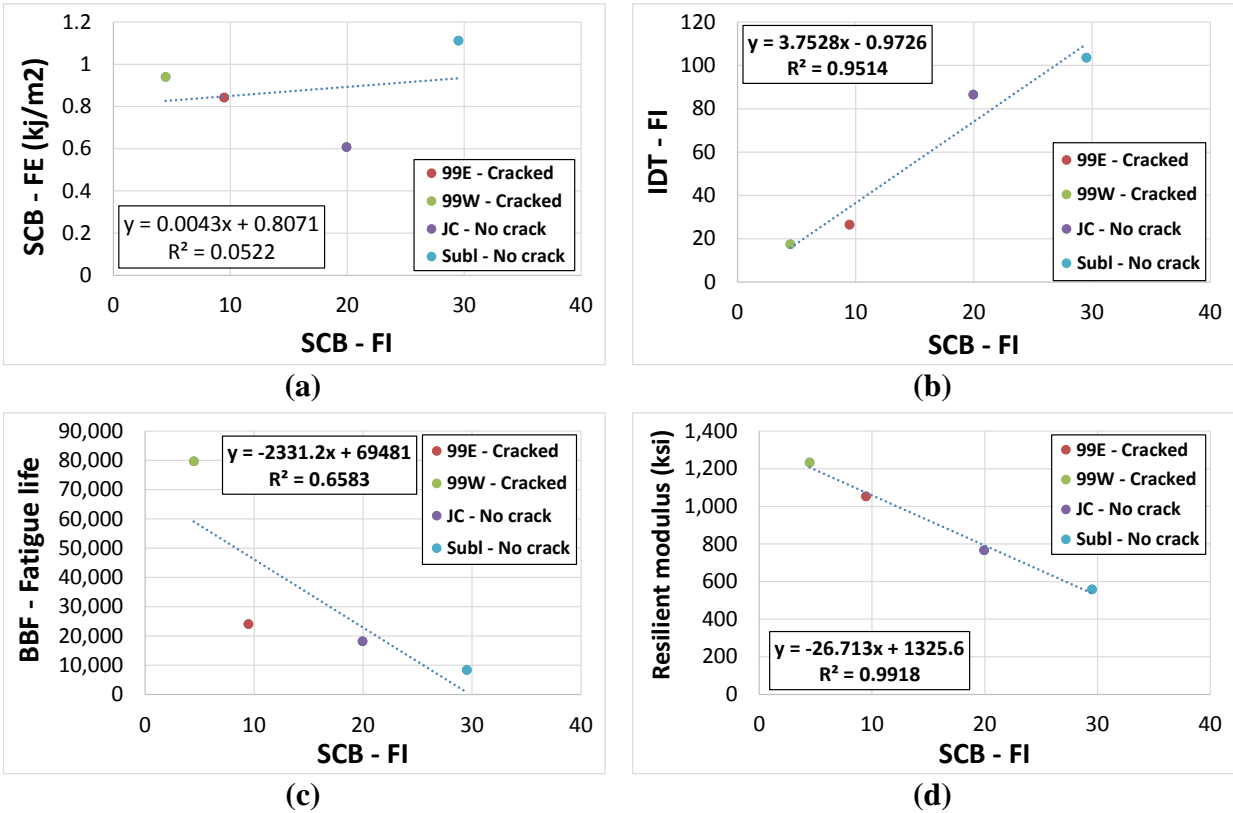 1.2
1
0.8
0.6
0.4
0.2
0
SCB - FE (kj/m2)
y = 0.0043x + 0.8071
R² = 0.0522
99E - Cracked
99W - Cracked
JC - No crack
Subl - No crack
0 10 20 30 40
SCB - FI
(a)
120
100
80
60
40
20
0
IDT - FI
y = 3.7528x - 0.9726
R² = 0.9514
99E - Cracked
99W - Cracked
JC - No crack
Subl - No crack
0 10 20 30 40
SCB - FI
(b)
90,000
80,000
70,000
60,000
50,000
40,000
30,000
20,000
10,000
0
BBF - Fatigue life
y = -2331.2x + 69481
R² = 0.6583
99E - Cracked
99W - Cracked
JC - No crack
Subl - No crack
0 10 20 30 40
SCB - FI
(c)
1,400
1,200
1,000
800
600
400
200
0
Resilient modulus (ksi)
99E - Cracked
99W - Cracked
JC - No crack
Subl - No crack
y = -26.713x + 1325.6
R² = 0.9918
0 10 20 30 40
SCB - FI
(d)